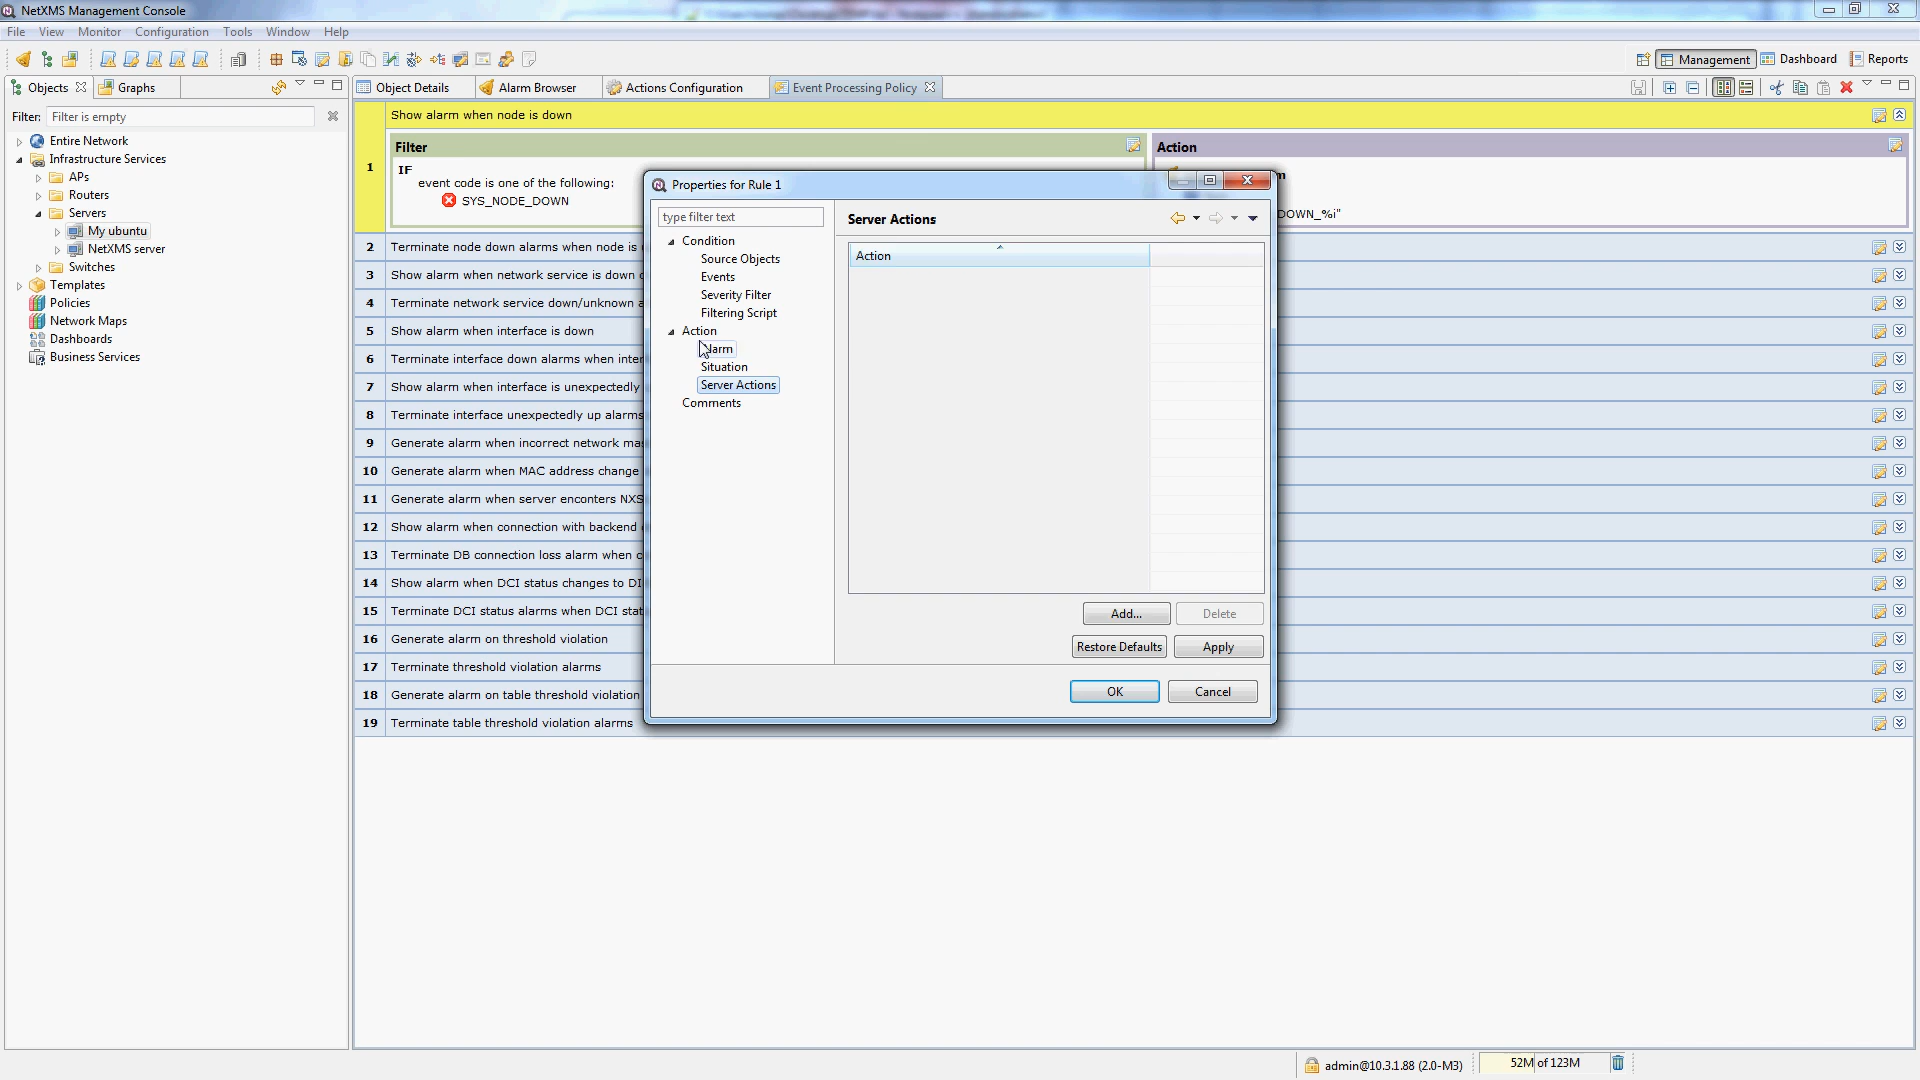 NetXMS Management Console
File View Monitor Configuration Tools Window Help
Management Dashboard Reports
Objects Graphs
Object Details Alarm Browser Actions Configuration Event Processing Policy
Filter: Filter is empty
Entire Network
Infrastructure Services
APs
Routers
Servers
My ubuntu
NetXMS server
Switches
Templates
Policies
Network Maps
Dashboards
Business Services
Show alarm when node is down
1
Filter
IF
event code is one of the following:
SYS_NODE_DOWN
Action
DOWN_%i"
2 Terminate node down alarms when node is
3 Show alarm when network service is down
4 Terminate network service down/unknown
5 Show alarm when interface is down
6 Terminate interface down alarms when
7 Show alarm when interface is unexpectedly
8 Terminate interface unexpectedly up alarms
9 Generate alarm when incorrect network
10 Generate alarm when MAC address change
11 Generate alarm when server enconters
12 Show alarm when connection with backend
13 Terminate DB connection loss alarm when
14 Show alarm when DCI status changes to
15 Terminate DCI status alarms when DCI
16 Generate alarm on threshold violation
17 Terminate threshold violation alarms
18 Generate alarm on table threshold violation
19 Terminate table threshold violation alarms
Properties for Rule 1
type filter text
Condition
Source Objects
Events
Severity Filter
Filtering Script
Action
Alarm
Situation
Server Actions
Comments
Server Actions
Action
Add... Delete
Restore Defaults Apply
OK Cancel
admin@10.3.1.88 (2.0-M3) 52M of 123M